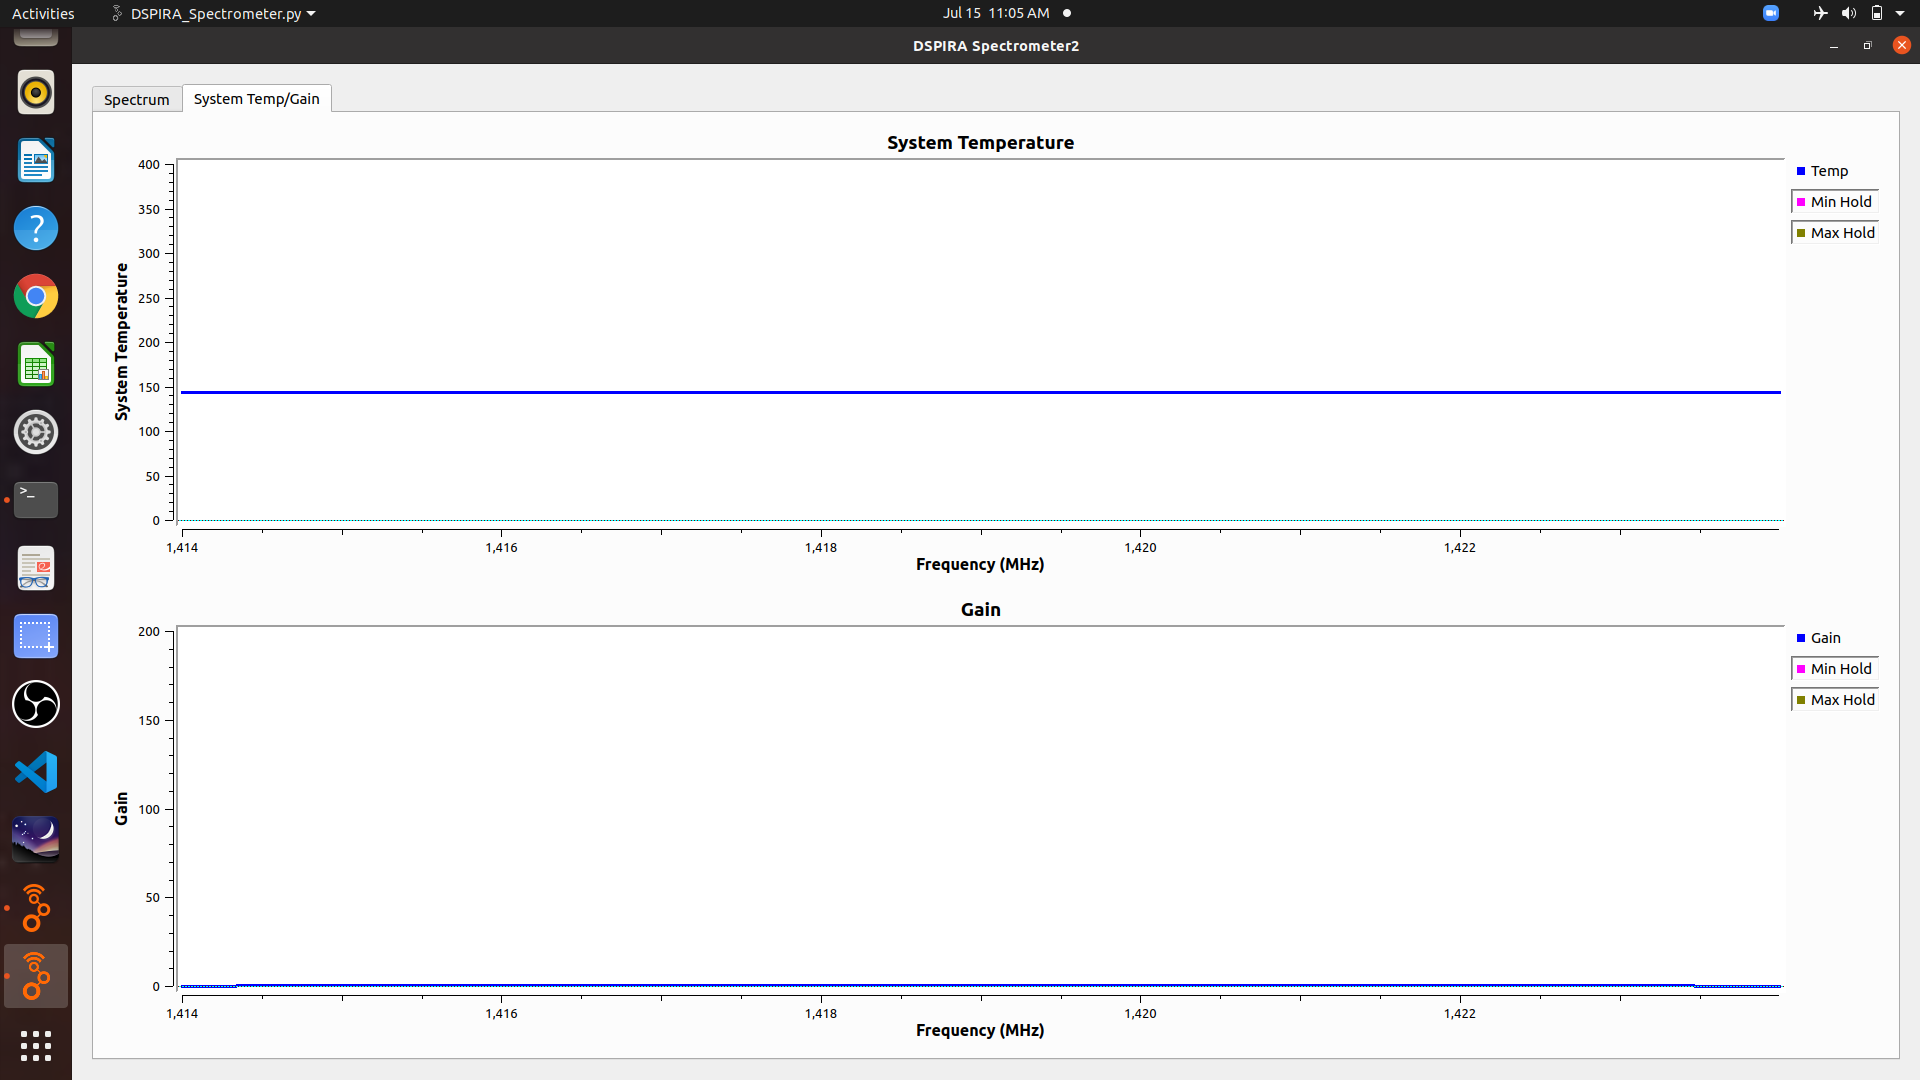 Activities DSPIRA_Spectrometer.py Jul 15 11:05 AM
DSPIRA Spectrometer2
Spectrum System Temp/Gain
System Temperature
400
350
300
250
200
150
100
50
0
System Temperature
1,414 1,416 1,418 1,420 1,422
Frequency (MHz)
Temp
Min Hold
Max Hold
Gain
200
150
100
50
0
Gain
1,414 1,416 1,418 1,420 1,422
Frequency (MHz)
Gain
Min Hold
Max Hold